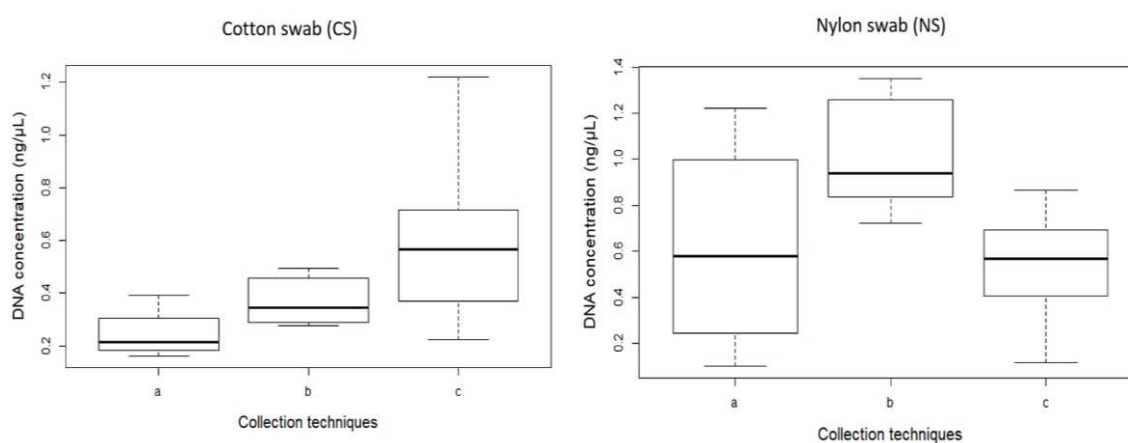 Cotton swab (CS)
DNA concentration (ng/µL)
1.2
1.0
0.8
0.6
0.4
0.2
a b c
Collection techniques
Nylon swab (NS)
DNA concentration (ng/µL)
1.4
1.2
1.0
0.8
0.6
0.4
0.2
a b c
Collection techniques